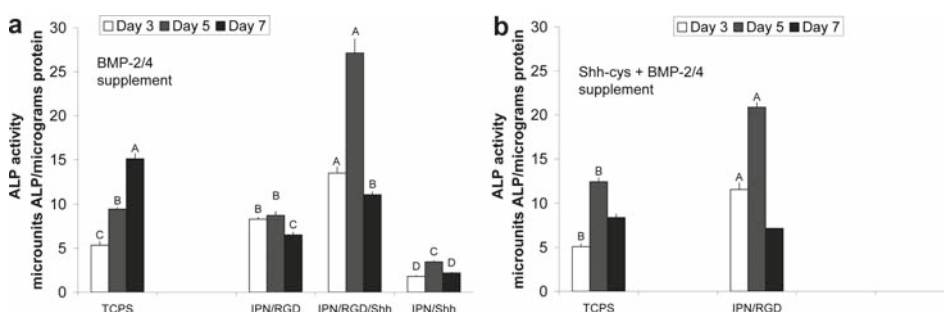 a
Day 3 Day 5 Day 7
BMP-2/4
supplement
ALP activity
microunits ALP/micrograms protein
30
25
20
15
10
5
0
C B A
B B C
A A B
D C D
TCPS IPN/RGD IPN/RGD/Shh IPN/Shh
b
Day 3 Day 5 Day 7
Shh-cys + BMP-2/4
supplement
ALP activity
microunits ALP/micrograms protein
30
25
20
15
10
5
0
B B
A A
TCPS IPN/RGD